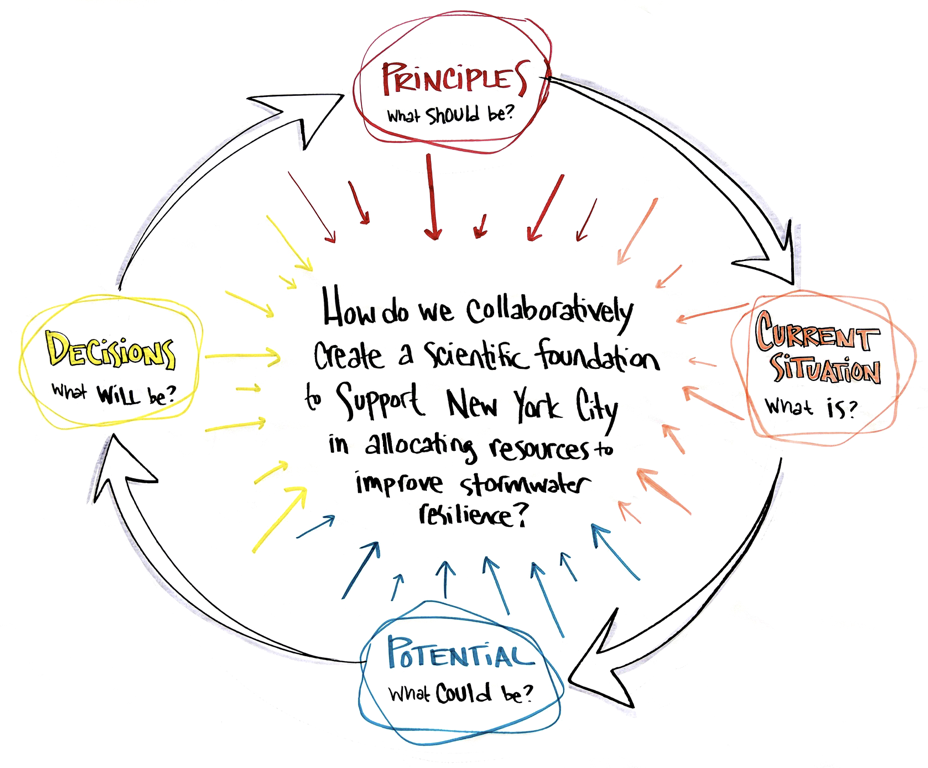 PRINCIPLES
What should be?
CURRENT
SITUATION
What is?
How do we collaboratively
create a scientific foundation
to support New York City
in allocating resources to
improve stormwater
resilience?
DECISIONS
What will be?
POTENTIAL
What could be?